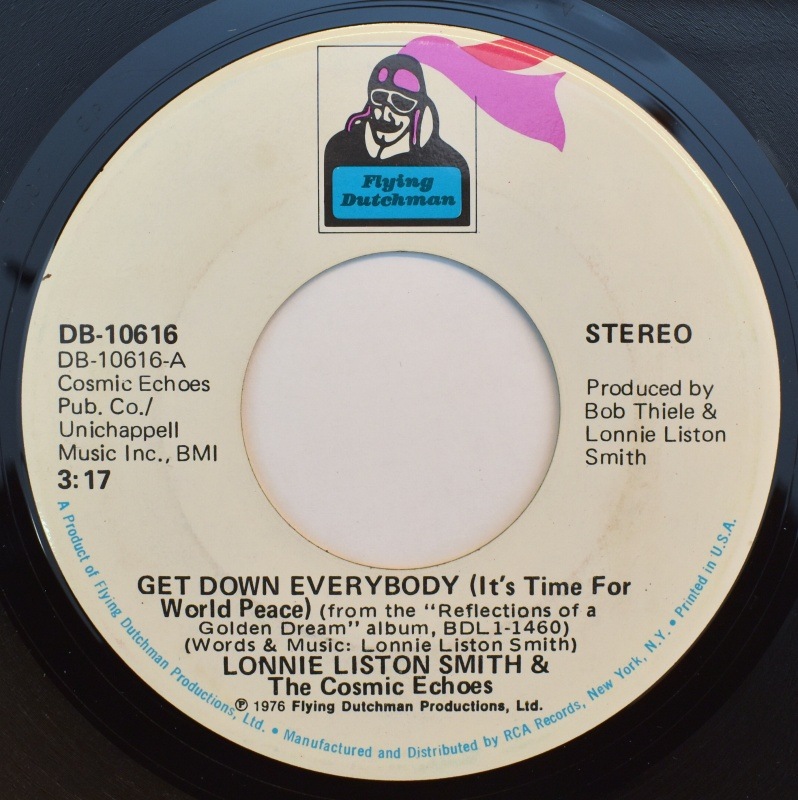 Flying
Dutchman
DB-10616
DB-10616-A
Cosmic Echoes
Pub. Co./
Unichappell
Music Inc., BMI
3:17
STEREO
Produced by
Bob Thiele &
Lonnie Liston
Smith
GET DOWN EVERYBODY (It's Time For
World Peace) (from the "Reflections of a
Golden Dream" album, BDL1-1460)
(Words & Music: Lonnie Liston Smith)
LONNIE LISTON SMITH &
The Cosmic Echoes
℗ 1976 Flying Dutchman Productions, Ltd.
A Product of Flying Dutchman Productions, Ltd. • Manufactured and Distributed by RCA Records, New York, N.Y. • Printed in U.S.A.